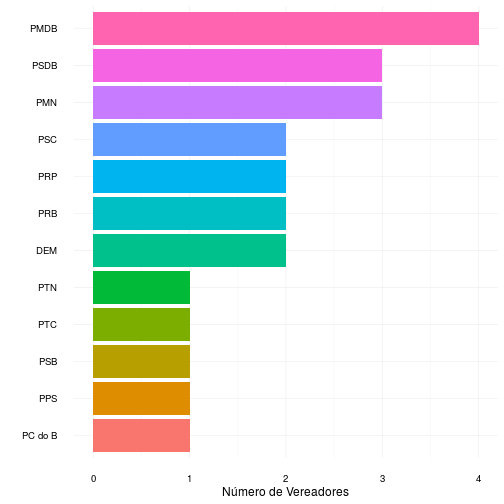 PMDB
PSDB
PMN
PSC
PRP
PRB
DEM
PTN
PTC
PSB
PPS
PC do B
0 1 2 3 4
Número de Vereadores